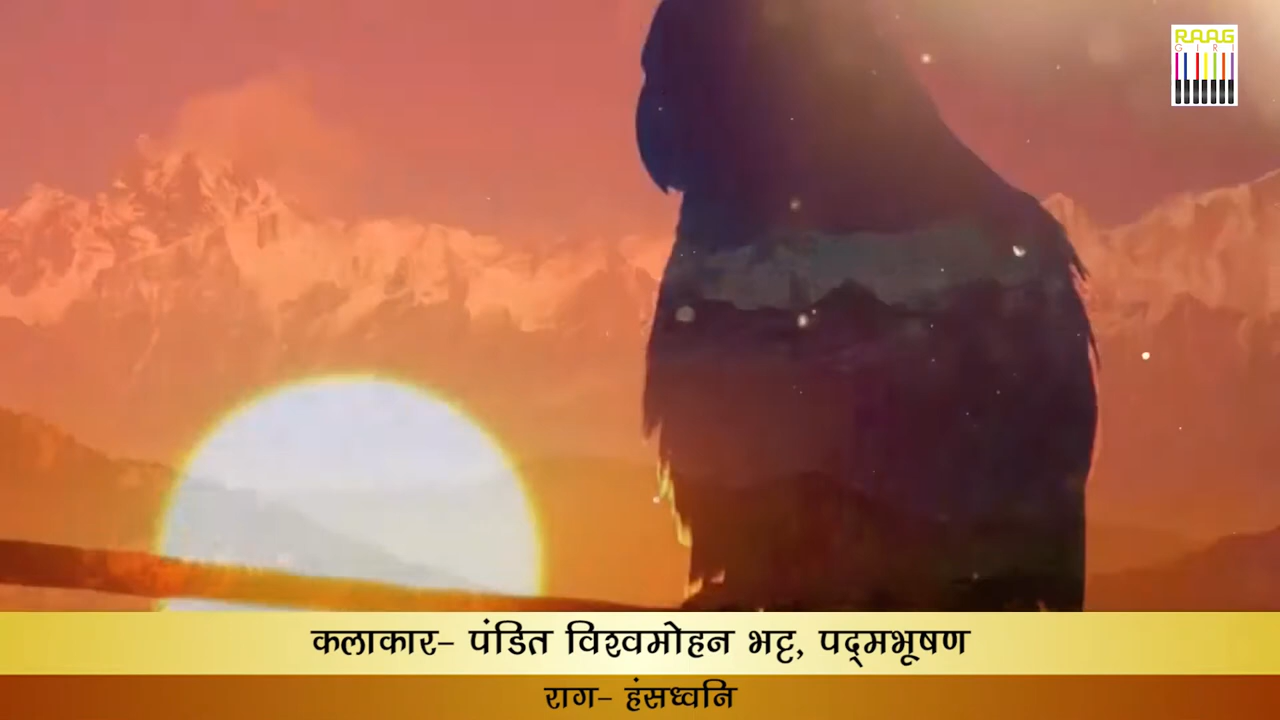 RAAG
GIRI
कलाकार- पंडित विश्वमोहन भट्ट, पद्मभूषण
राग- हंसध्वनि